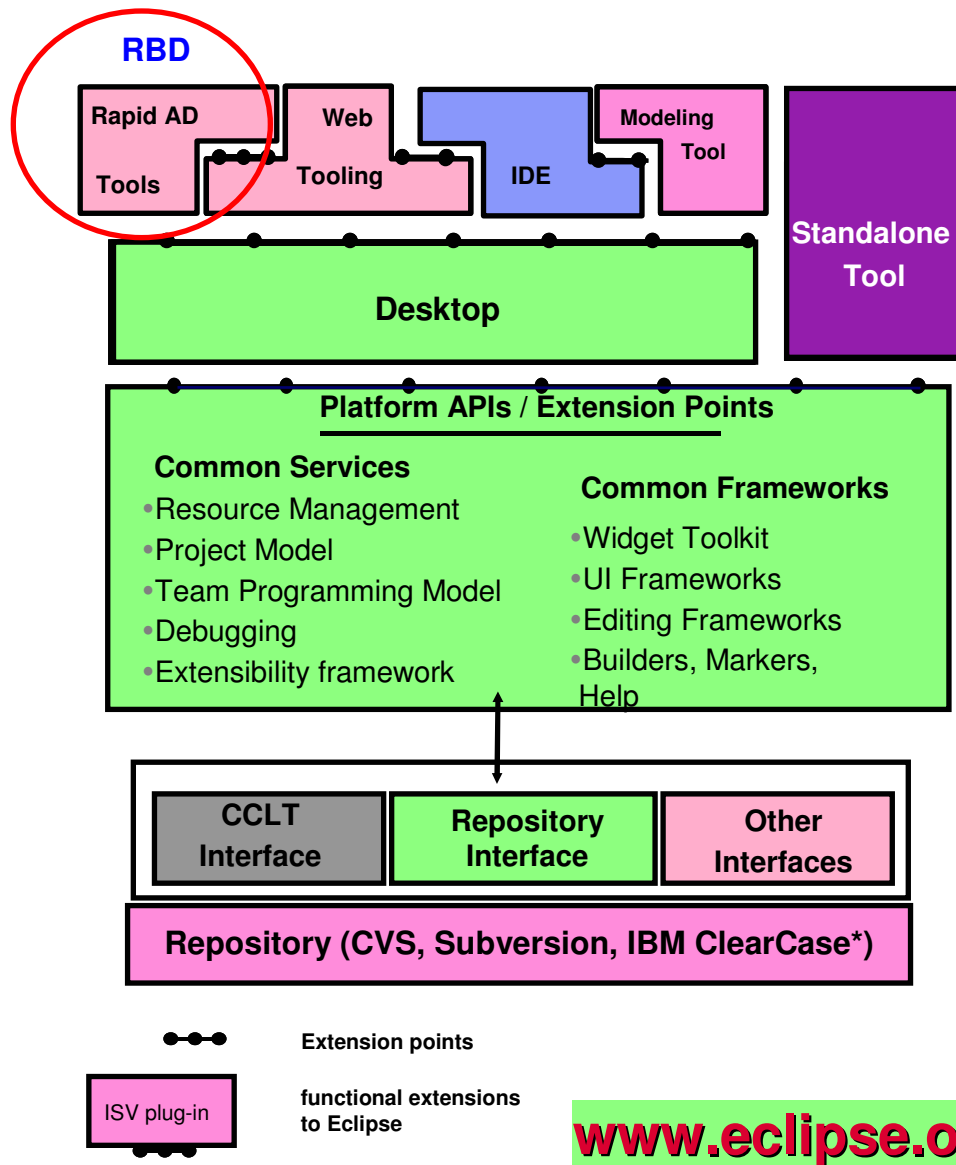 RBD
Rapid AD
Tools
Web
Tooling
IDE
Modeling
Tool
Standalone
Tool
Desktop
Platform APIs / Extension Points
Common Services
•Resource Management
•Project Model
•Team Programming Model
•Debugging
•Extensibility framework
Common Frameworks
•Widget Toolkit
•UI Frameworks
•Editing Frameworks
•Builders, Markers,
Help
CCLT
Interface
Repository
Interface
Other
Interfaces
Repository (CVS, Subversion, IBM ClearCase*)
Extension points
ISV plug-in
functional extensions
to Eclipse
www.eclipse.o